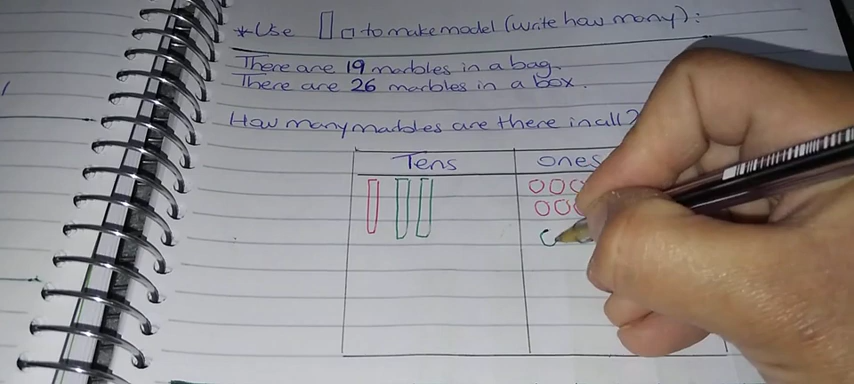 *Use to make model (write how many):
There are 19 marbles in a bag.
There are 26 marbles in a box.
How many marbles are there in all?
Tens ones